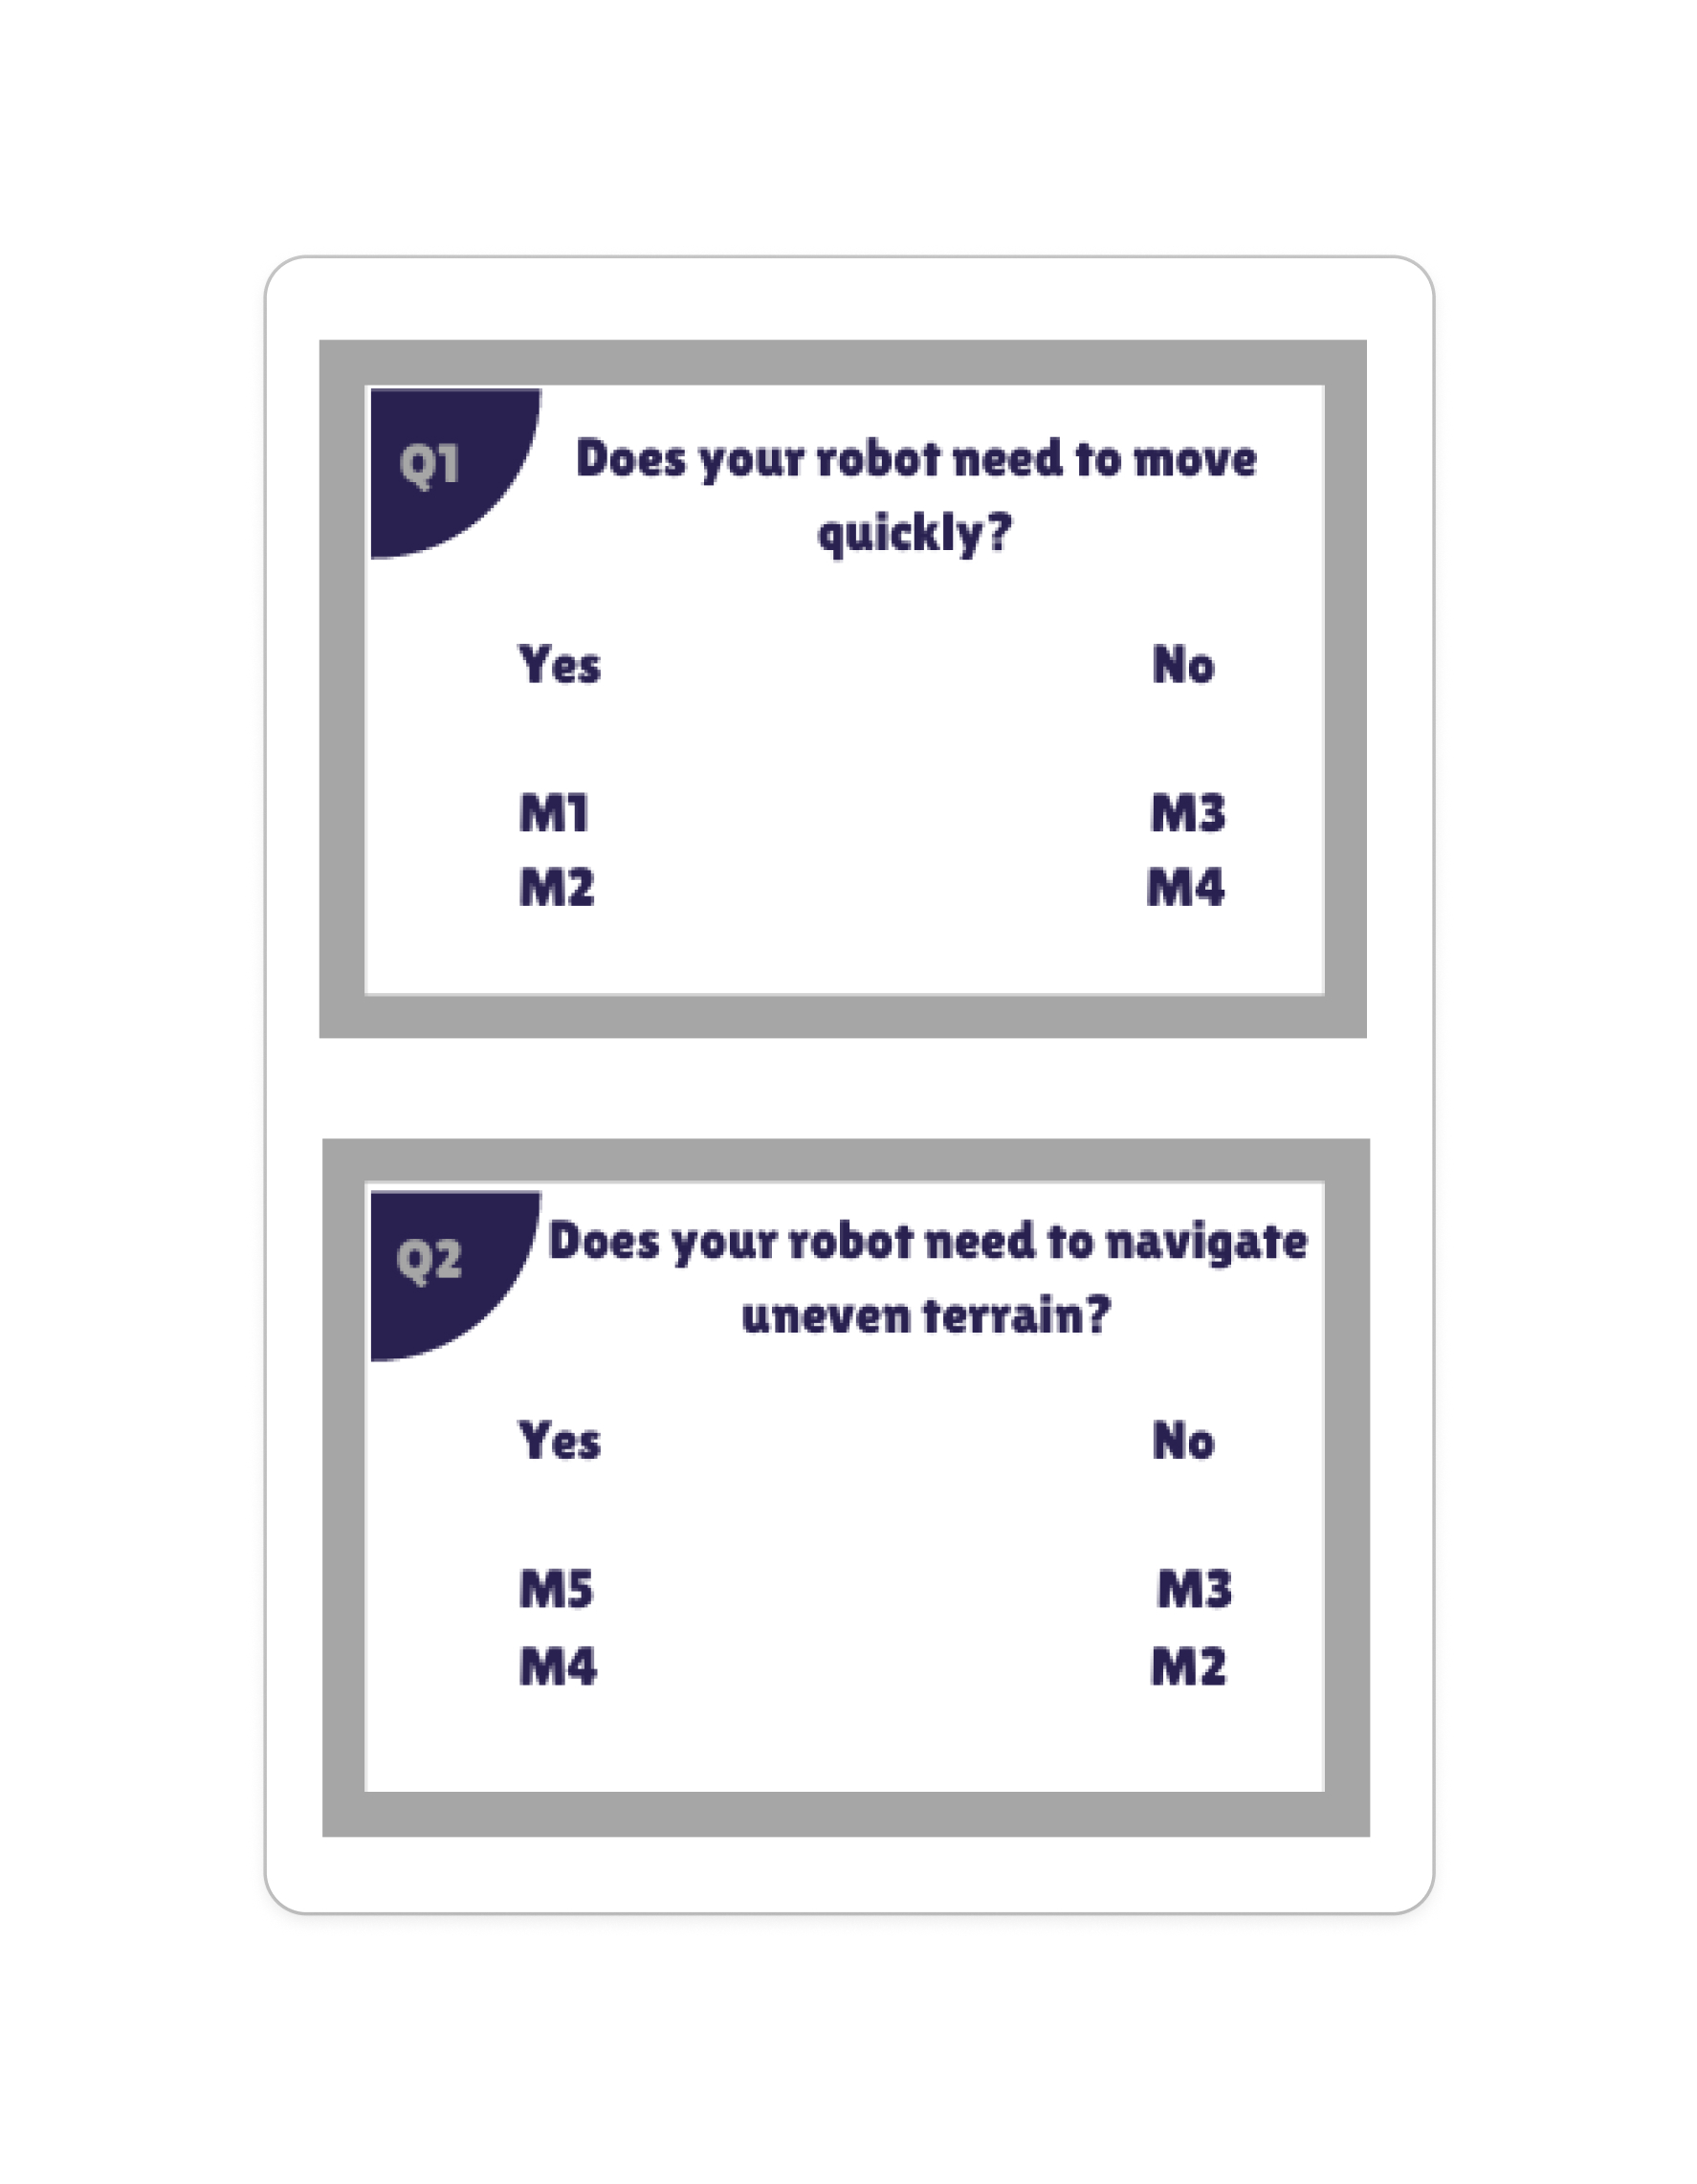 Q1
Does your robot need to move
quickly?
Yes No
M1 M3
M2 M4
Q2
Does your robot need to navigate
uneven terrain?
Yes No
M5 M3
M4 M2